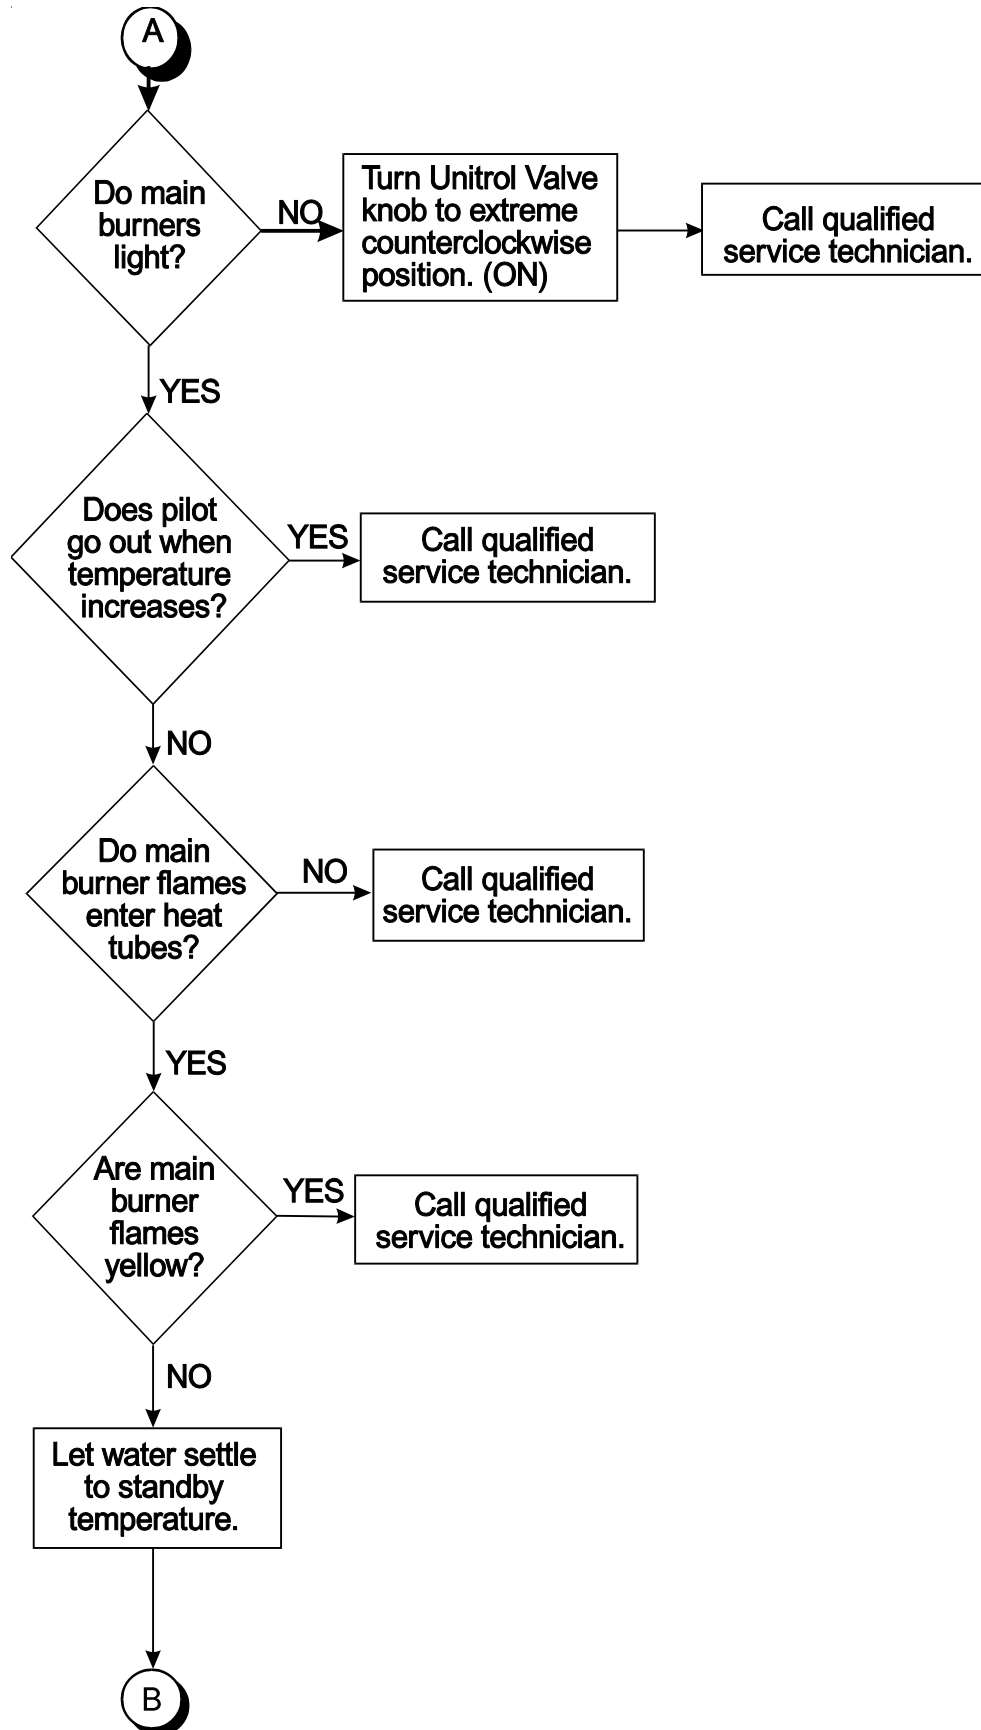 A
Do main
burners
light?
NO
Turn Unitrol Valve
knob to extreme
counterclockwise
position. (ON)
Call qualified
service technician.
YES
Does pilot
go out when
temperature
increases?
YES
Call qualified
service technician.
NO
Do main
burner flames
enter heat
tubes?
NO
Call qualified
service technician.
YES
Are main
burner
flames
yellow?
YES
Call qualified
service technician.
NO
Let water settle
to standby
temperature.
B